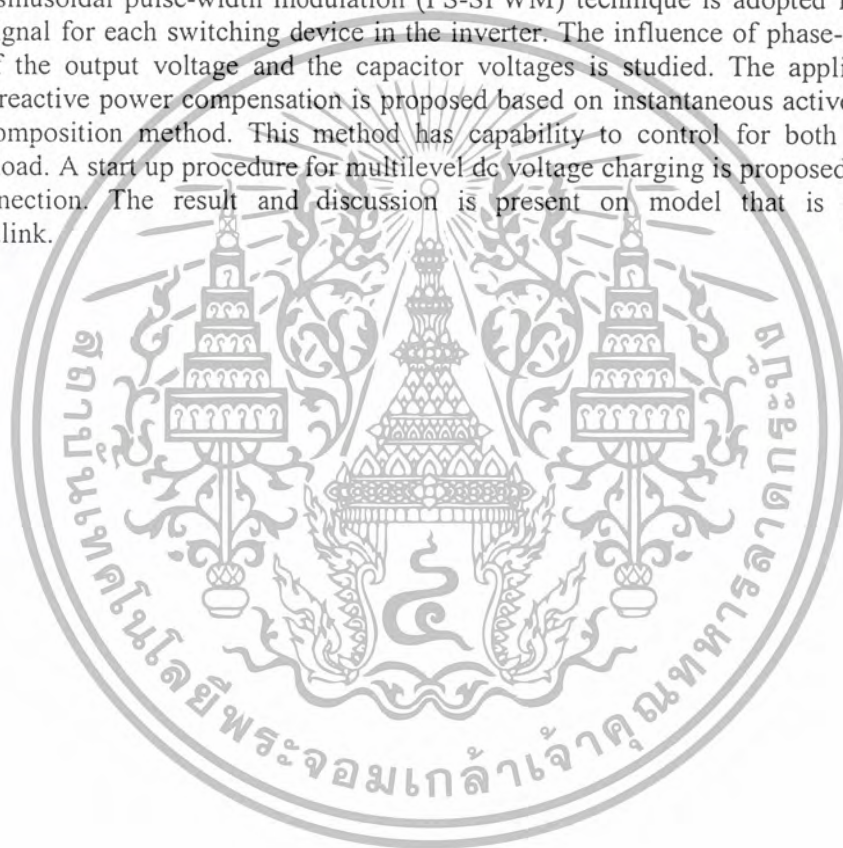 sinusoidal pulse-width modulation (PS-SPWM) technique is adopted
ignal for each switching device in the inverter. The influence of phase-
f the output voltage and the capacitor voltages is studied. The appli
reactive power compensation is proposed based on instantaneous active
omposition method. This method has capability to control for both
oad. A start up procedure for multilevel dc voltage charging is proposed
nection. The result and discussion is present on model that is
link.
สถาบันเทคโนโลยีพระจอมเกล้าเจ้าคุณทหารลาดกระบัง